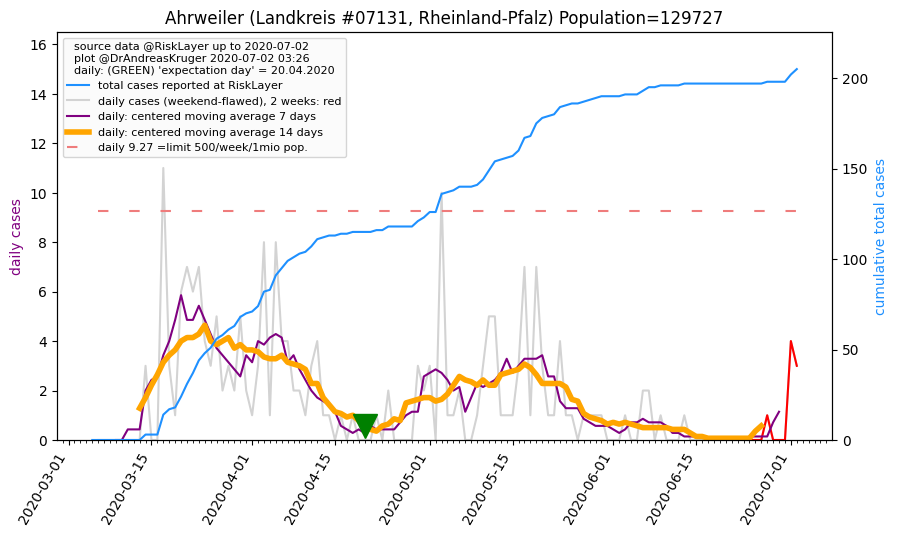 Ahrweiler (Landkreis #07131, Rheinland-Pfalz) Population=129727
source data @RiskLayer up to 2020-07-02
plot @DrAndreasKruger 2020-07-02 03:26
daily: (GREEN) 'expectation day' = 20.04.2020
total cases reported at RiskLayer
daily cases (weekend-flawed), 2 weeks: red
daily: centered moving average 7 days
daily: centered moving average 14 days
daily 9.27 =limit 500/week/1mio pop.
daily cases
16
14
12
10
8
6
4
2
0
cumulative total cases
200
150
100
50
0
2020-03-01
2020-03-15
2020-04-01
2020-04-15
2020-05-01
2020-05-15
2020-06-01
2020-06-15
2020-07-01